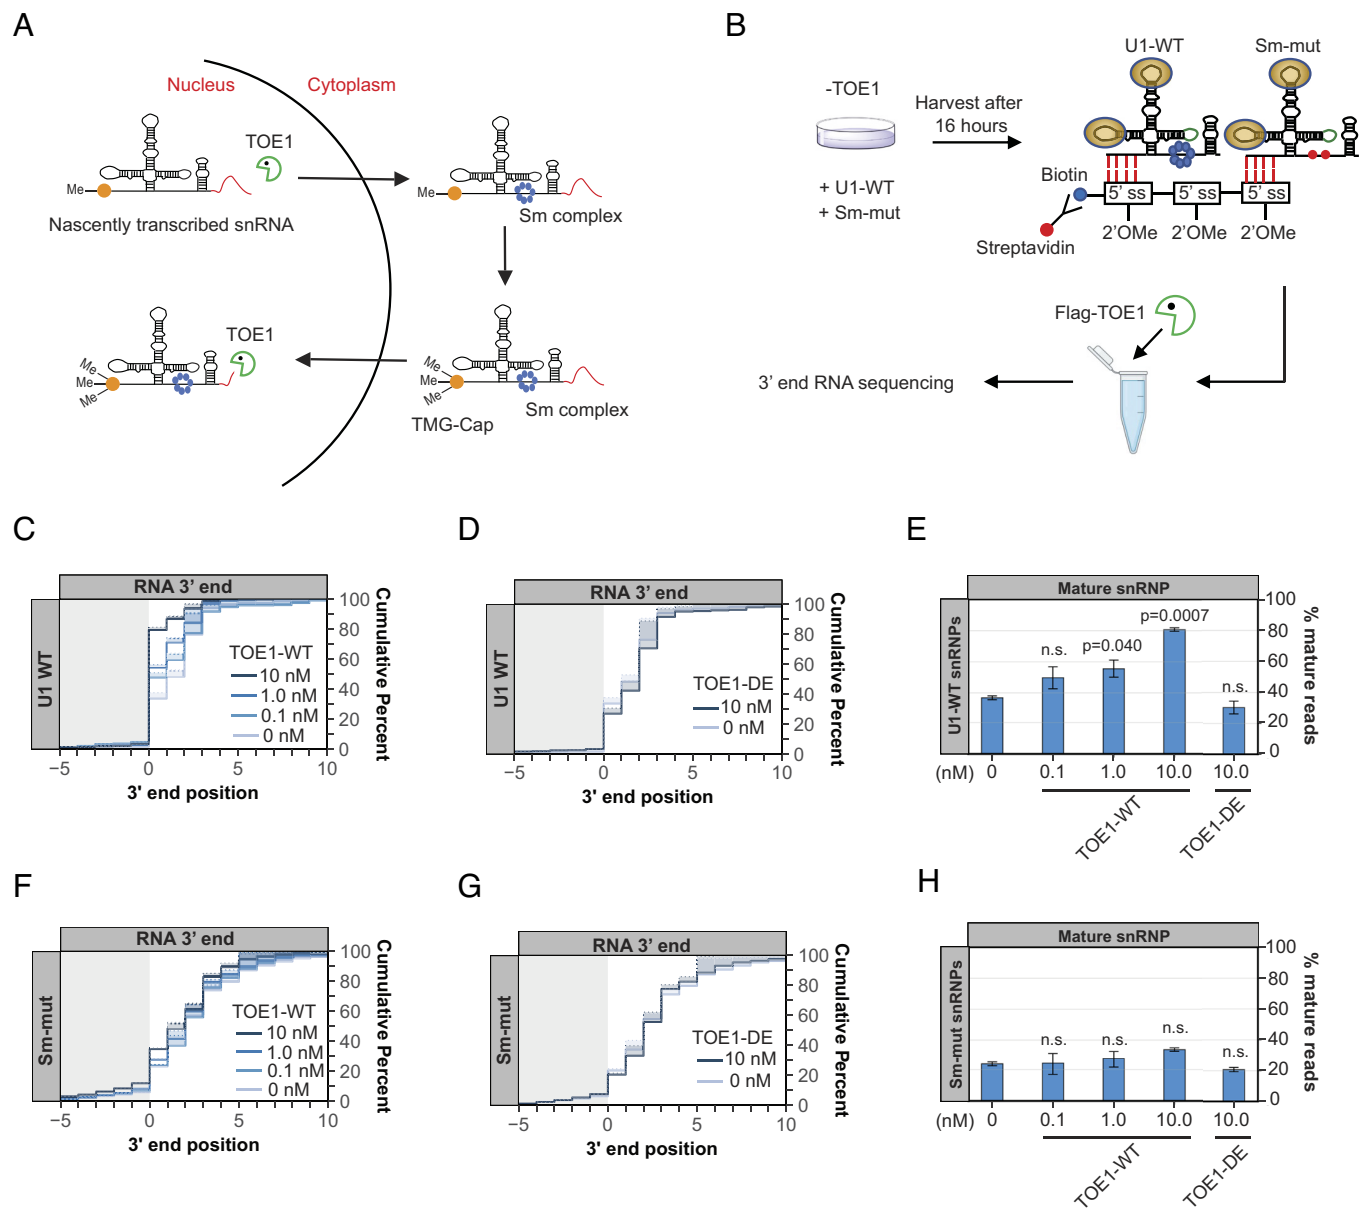 A
Nucleus
Cytoplasm
TOE1
Me
Nascently transcribed snRNA
Me
Sm complex
TOE1
Me
Me
Me
Me
Me
Me
TMG-Cap
Sm complex
B
U1-WT
Sm-mut
-TOE1
Harvest after
16 hours
+ U1-WT
+ Sm-mut
Biotin
5' ss
5' ss
5' ss
2'OMe
2'OMe
2'OMe
Streptavidin
Flag-TOE1
3' end RNA sequencing
C
RNA 3' end
U1 WT
TOE1-WT
10 nM
1.0 nM
0.1 nM
0 nM
100
80
60
40
20
0
Cumulative Percent
−5
0
5
10
3' end position
D
RNA 3' end
U1 WT
TOE1-DE
10 nM
0 nM
100
80
60
40
20
0
Cumulative Percent
−5
0
5
10
3' end position
E
Mature snRNP
U1-WT snRNPs
n.s.
p=0.040
p=0.0007
n.s.
100
80
60
40
20
0
% mature reads
(nM)
0
0.1
1.0
10.0
10.0
TOE1-WT
TOE1-DE
F
RNA 3' end
Sm-mut
TOE1-WT
10 nM
1.0 nM
0.1 nM
0 nM
100
80
60
40
20
0
Cumulative Percent
−5
0
5
10
3' end position
G
RNA 3' end
Sm-mut
TOE1-DE
10 nM
0 nM
100
80
60
40
20
0
Cumulative Percent
−5
0
5
10
3' end position
H
Mature snRNP
Sm-mut snRNPs
n.s.
n.s.
n.s.
n.s.
100
80
60
40
20
0
% mature reads
(nM)
0
0.1
1.0
10.0
10.0
TOE1-WT
TOE1-DE